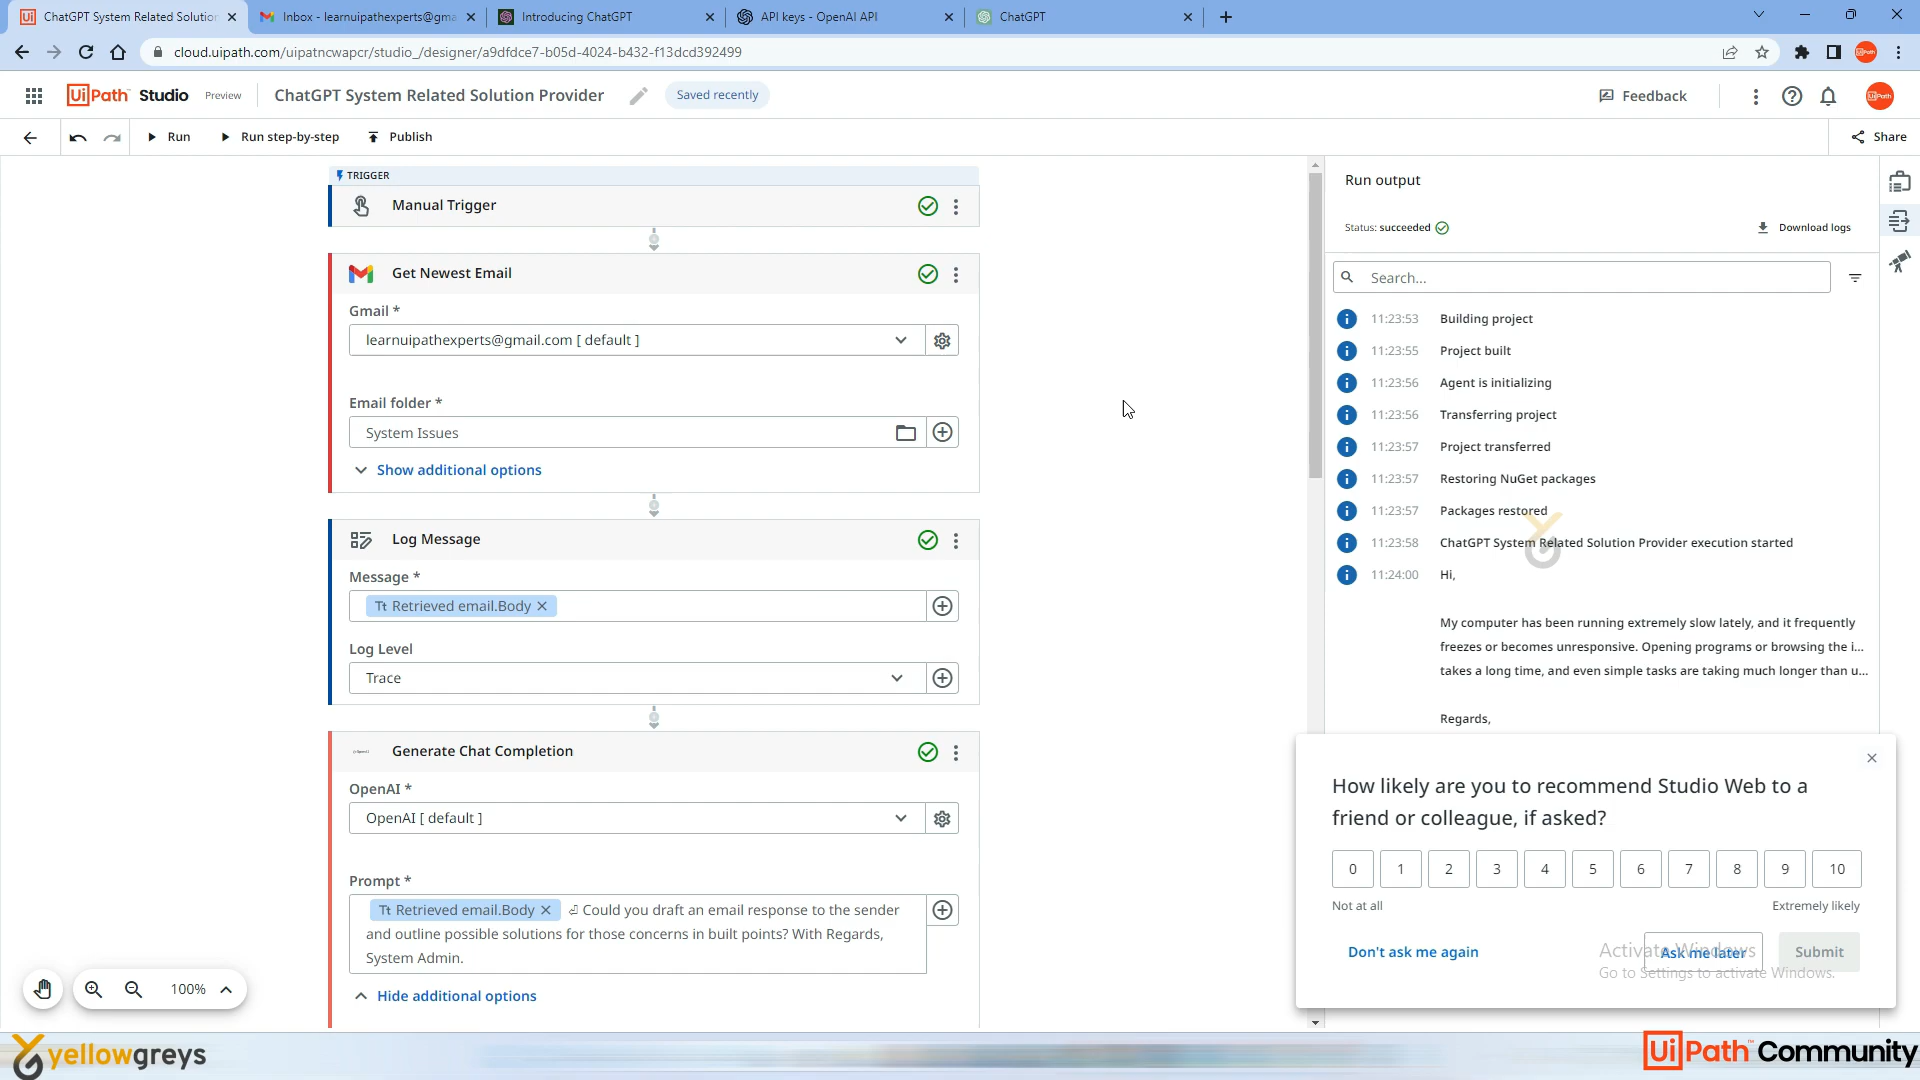 ChatGPT System Related Solution
Inbox - learnuipathexperts@gma
Introducing ChatGPT
API keys - OpenAI API
ChatGPT
cloud.uipath.com/uipatncwapcr/studio_/designer/a9dfdce7-b05d-4024-b432-f13dcd392499
UiPath Studio Preview
ChatGPT System Related Solution Provider
Saved recently
Feedback
Run
Run step-by-step
Publish
Share
TRIGGER
Manual Trigger
Get Newest Email
Gmail *
learnuipathexperts@gmail.com [ default ]
Email folder *
System Issues
Show additional options
Log Message
Message *
Tt Retrieved email.Body
Log Level
Trace
Generate Chat Completion
OpenAI *
OpenAI [ default ]
Prompt *
Tt Retrieved email.Body Could you draft an email response to the sender
and outline possible solutions for those concerns in built points? With Regards,
System Admin.
Hide additional options
100%
Run output
Status: succeeded
Download logs
Search...
11:23:53 Building project
11:23:55 Project built
11:23:56 Agent is initializing
11:23:56 Transferring project
11:23:57 Project transferred
11:23:57 Restoring NuGet packages
11:23:57 Packages restored
11:23:58 ChatGPT System Related Solution Provider execution started
11:24:00 Hi,
My computer has been running extremely slow lately, and it frequently
freezes or becomes unresponsive. Opening programs or browsing the i...
takes a long time, and even simple tasks are taking much longer than u...
Regards,
How likely are you to recommend Studio Web to a
friend or colleague, if asked?
0 1 2 3 4 5 6 7 8 9 10
Not at all
Extremely likely
Don't ask me again
Ask me later
Submit
Activate Windows
Go to Settings to activate Windows.
yellowgreys
UiPath Community